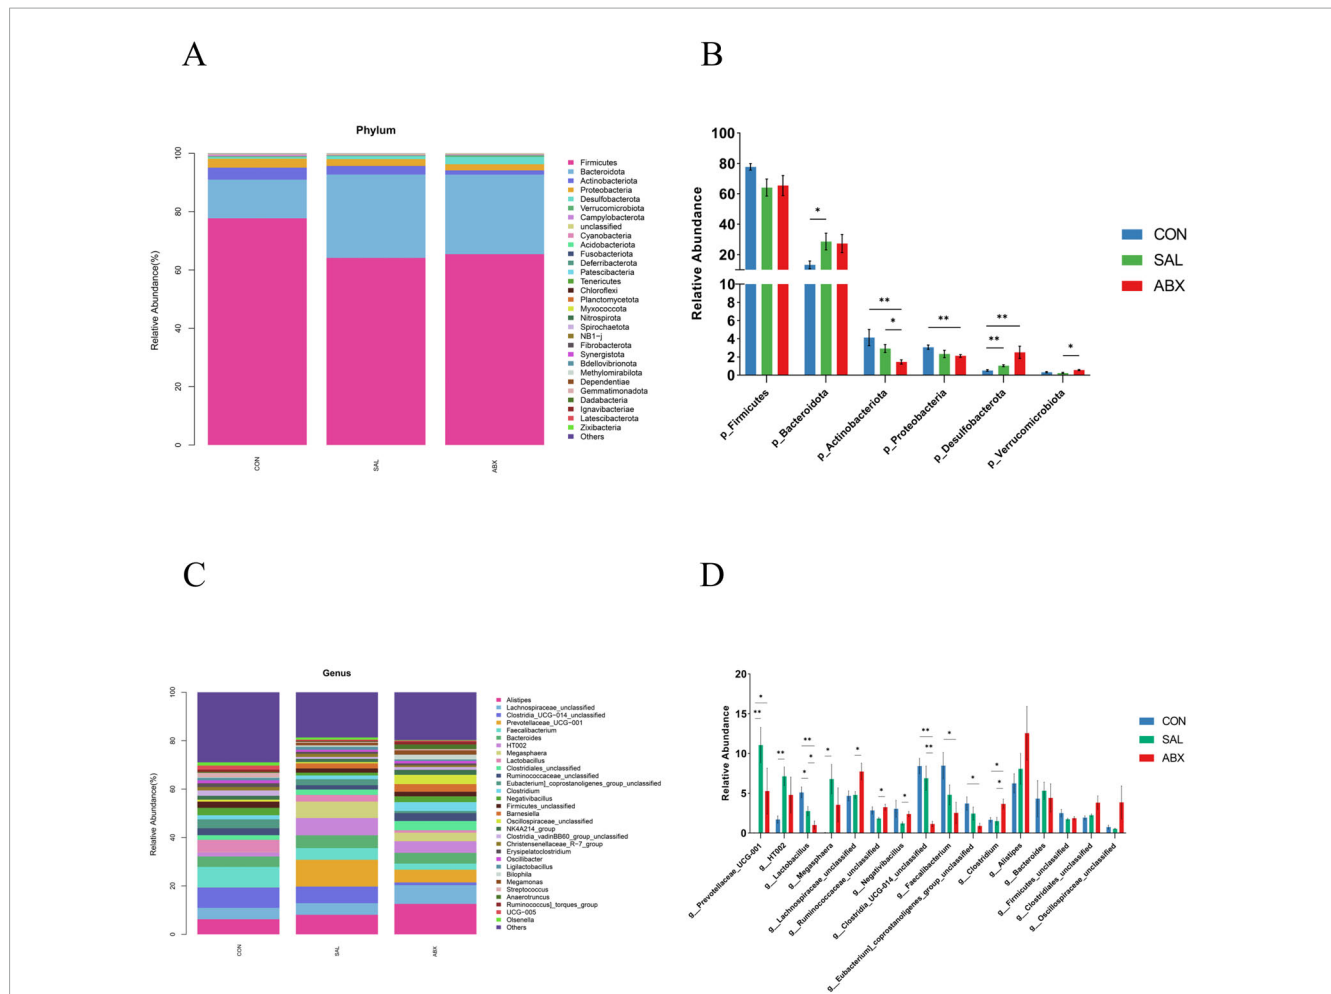 A
Phylum
Relative Abundance(%)
100
80
60
40
20
0
CON
SAL
ABX
Firmicutes
Bacteroidota
Actinobacteriota
Proteobacteria
Desulfobacterota
Verrucomicrobiota
Campylobacterota
unclassified
Cyanobacteria
Acidobacteriota
Fusobacteriota
Deferribacterota
Patescibacteria
Tenericutes
Chloroflexi
Planctomycetota
Myxococcota
Nitrospirota
Spirochaetota
NB1-j
Fibrobacterota
Synergistota
Bdellovibrionota
Methylomirabilota
Dependentiae
Gemmatimonadota
Dadabacteria
Ignavibacteriae
Latescibacterota
Zixibacteria
Others
B
Relative Abundance
100
80
60
40
20
10
8
6
4
2
0
*
**
*
**
**
**
*
p_Firmicutes
p_Bacteroidota
p_Actinobacteriota
p_Proteobacteria
p_Desulfobacterota
p_Verrucomicrobiota
CON
SAL
ABX
C
Genus
Relative Abundance(%)
100
80
60
40
20
0
CON
SAL
ABX
Alistipes
Lachnospiraceae_unclassified
Clostridia_UCG-014_unclassified
Prevotellaceae_UCG-001
Faecalibacterium
Bacteroides
HT002
Megasphaera
Lactobacillus
Clostridiales_unclassified
Ruminococcaceae_unclassified
Eubacterium]_coprostanoligenes_group_unclassified
Clostridium
Negativibacillus
Firmicutes_unclassified
Barnesiella
Oscillospiraceae_unclassified
NK4A214_group
Clostridia_vadinBB60_group_unclassified
Christensenellaceae_R-7_group
Erysipelatoclostridium
Oscillibacter
Ligilactobacillus
Bilophila
Megamonas
Streptococcus
Anaerotruncus
Ruminococcus]_torques_group
UCG-005
Olsenella
Others
D
Relative Abundance
20
15
10
5
0
*
**
**
**
*
*
*
*
*
*
**
**
*
*
*
*
g__Prevotellaceae_UCG-001
g__HT002
g__Lactobacillus
g__Megasphaera
g__Lachnospiraceae_unclassified
g__Ruminococcaceae_unclassified
g__Negativibacillus
g__Clostridia_UCG-014_unclassified
g__Faecalibacterium
g__Eubacterium]_coprostanoligenes_group_unclassified
g__Clostridium
g__Alistipes
g__Bacteroides
g__Firmicutes_unclassified
g__Clostridiales_unclassified
g__Oscillospiraceae_unclassified
CON
SAL
ABX